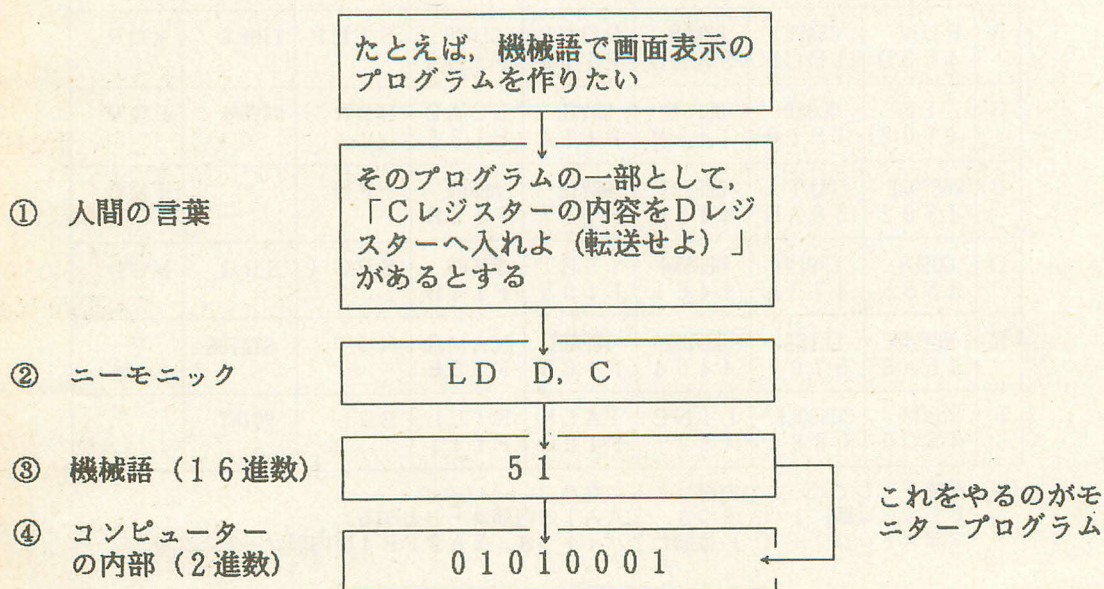 たとえば，機械語で画面表示の
プログラムを作りたい
① 人間の言葉
そのプログラムの一部として，
「Cレジスターの内容をDレジ
スターへ入れよ（転送せよ）」
があるとする
② ニーモニック
LD D，C
③ 機械語（16進数）
51
これをやるのがモ
ニタープログラム
④ コンピューター
の内部（2進数）
01010001